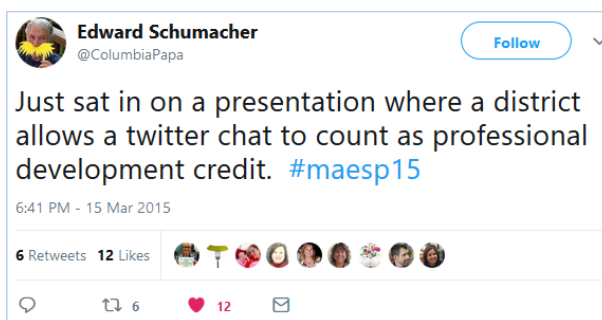 Edward Schumacher
@ColumbiaPapa
Follow
Just sat in on a presentation where a district
allows a twitter chat to count as professional
development credit. #maesp15
6:41 PM - 15 Mar 2015
6 Retweets 12 Likes
6 12